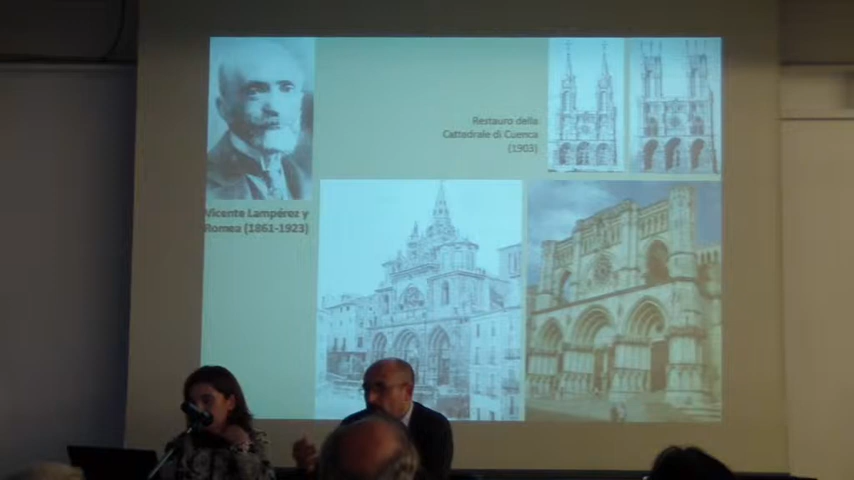 Restauro della
Cattedrale di Cuenca
(1903)
Vicente Lampérez y
Romea (1861-1923)